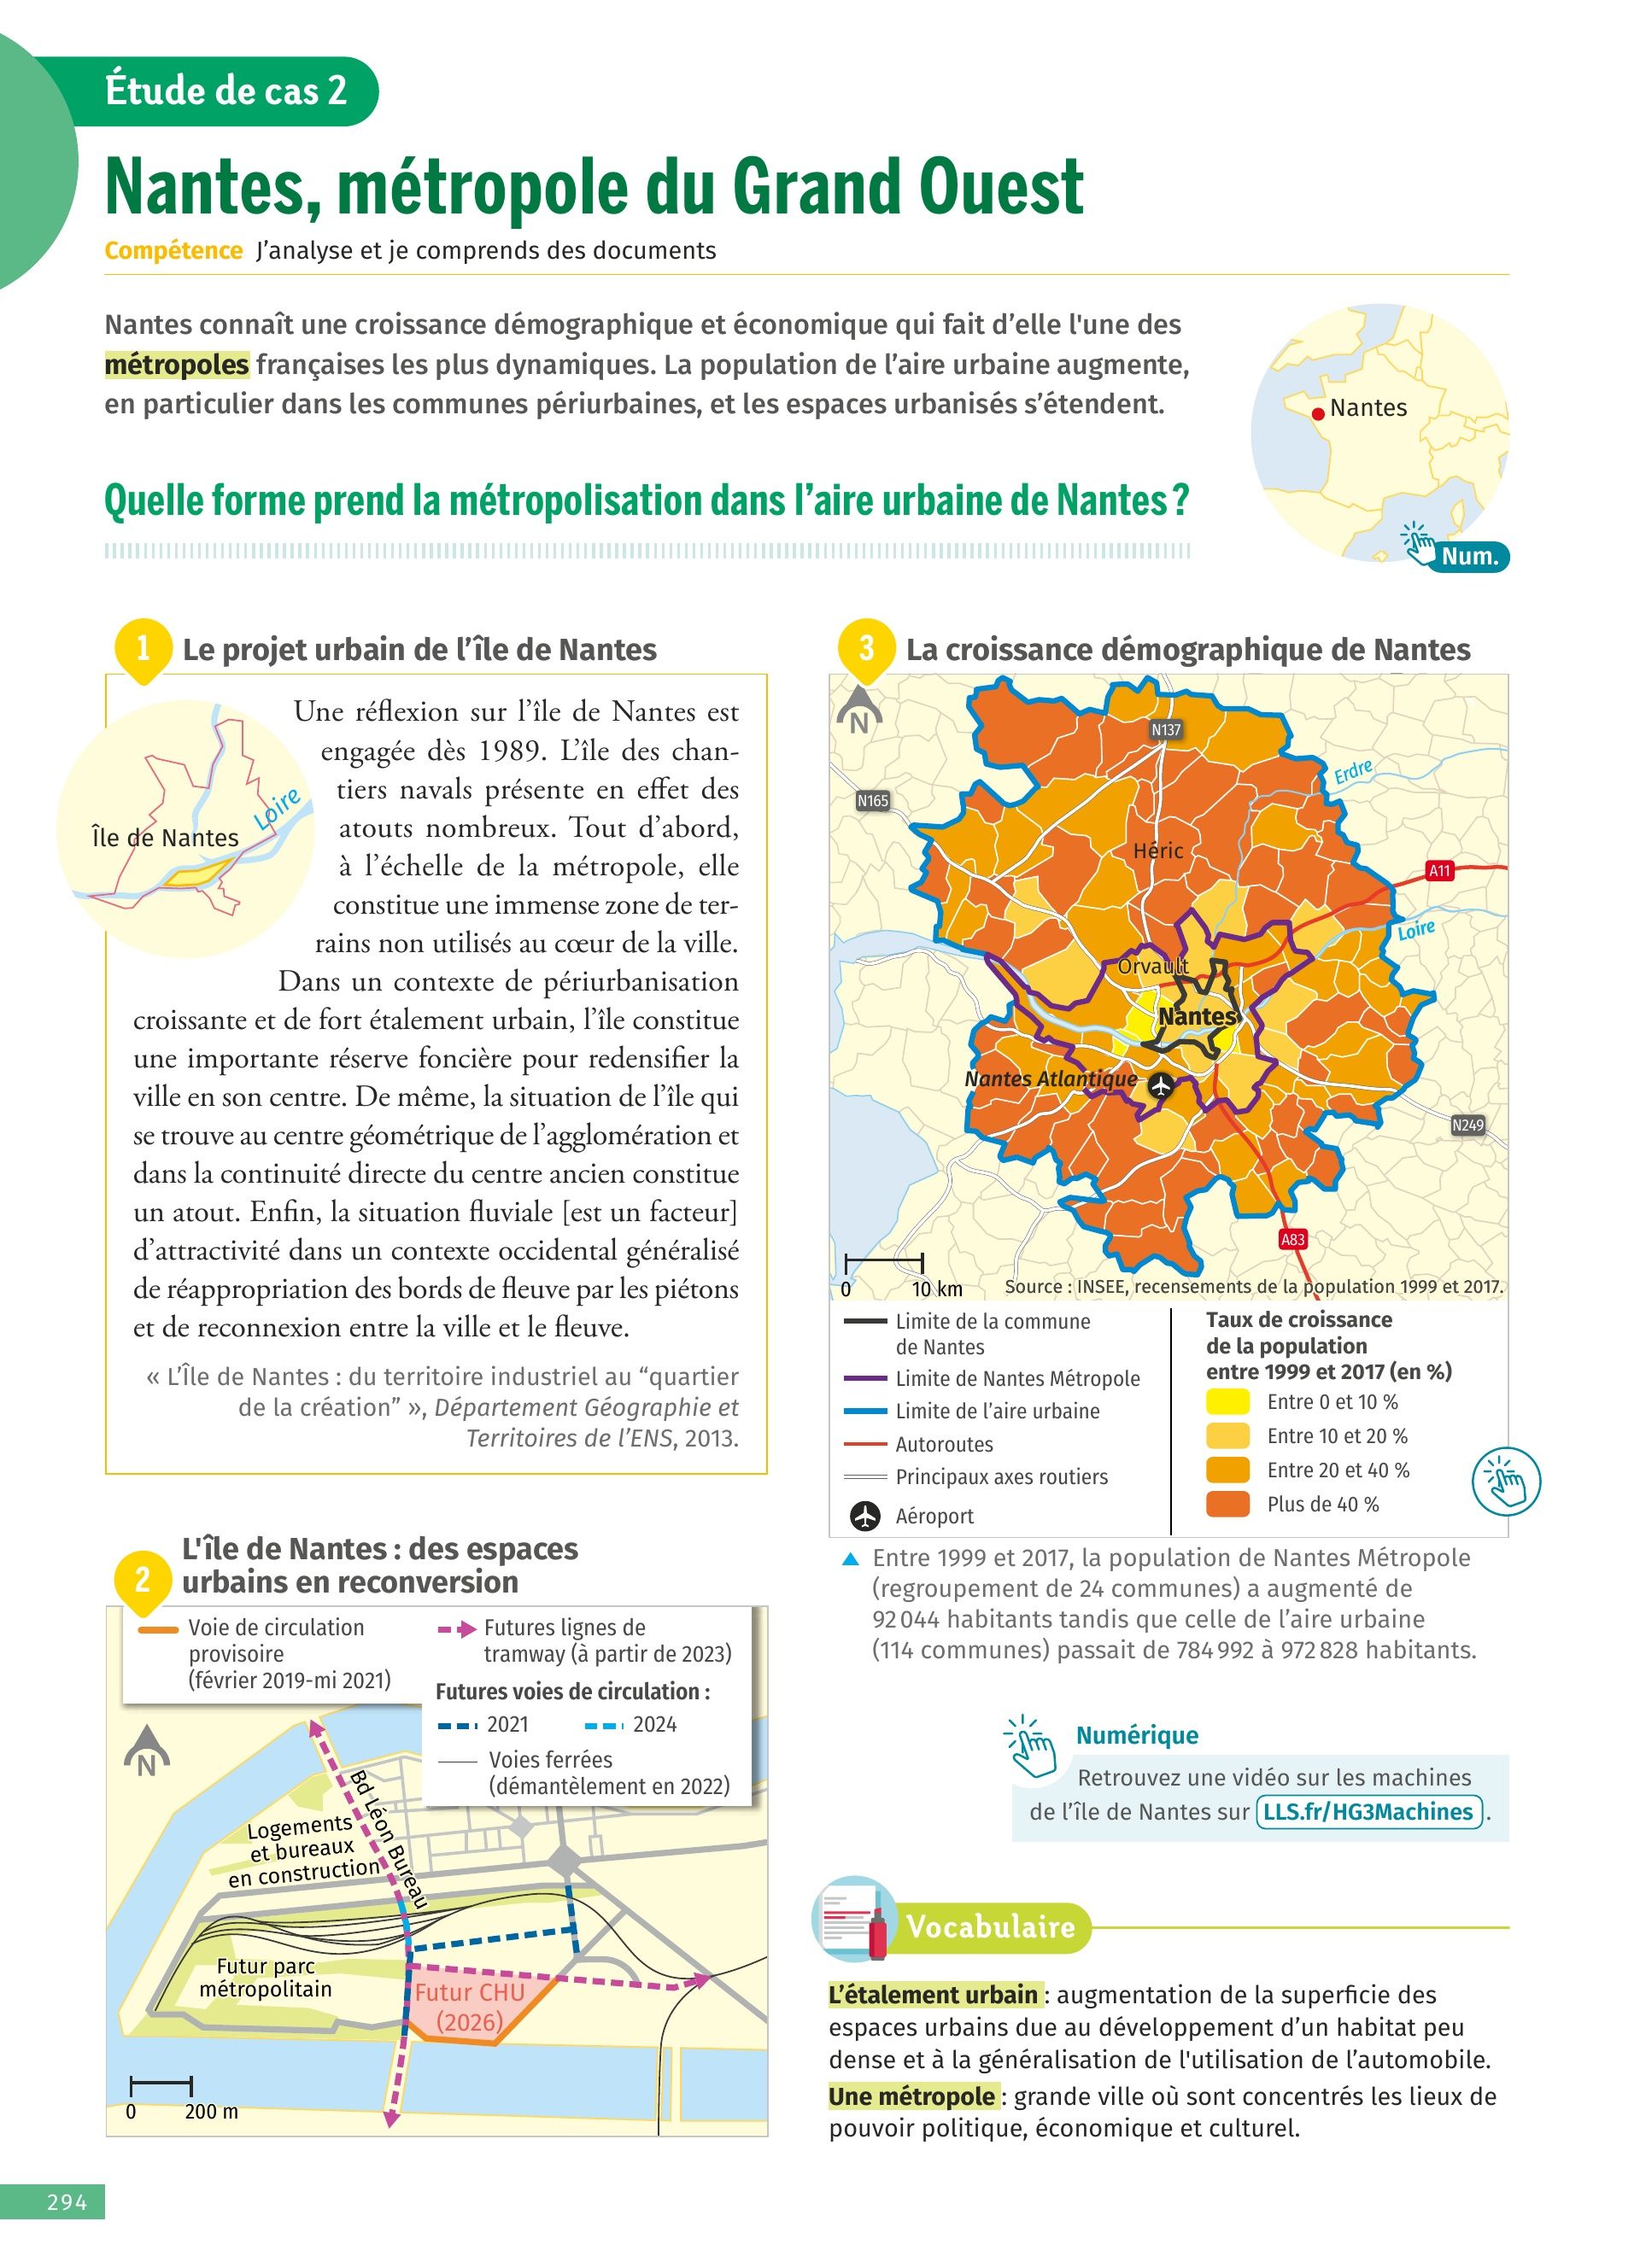 Étude de cas 2
Nantes, métropole du Grand Ouest
Compétence J’analyse et je comprends des documents
Nantes connaît une croissance démographique et économique qui fait d’elle l'une des
métropoles françaises les plus dynamiques. La population de l’aire urbaine augmente,
en particulier dans les communes périurbaines, et les espaces urbanisés s’étendent.
Nantes
Num.
Quelle forme prend la métropolisation dans l’aire urbaine de Nantes ?
1 Le projet urbain de l’île de Nantes
Loire
Île de Nantes
Une réflexion sur l’île de Nantes est
engagée dès 1989. L’île des chan-
tiers navals présente en effet des
atouts nombreux. Tout d’abord,
à l’échelle de la métropole, elle
constitue une immense zone de ter-
rains non utilisés au cœur de la ville.
Dans un contexte de périurbanisation
croissante et de fort étalement urbain, l’île constitue
une importante réserve foncière pour redensifier la
ville en son centre. De même, la situation de l’île qui
se trouve au centre géométrique de l’agglomération et
dans la continuité directe du centre ancien constitue
un atout. Enfin, la situation fluviale [est un facteur]
d’attractivité dans un contexte occidental généralisé
de réappropriation des bords de fleuve par les piétons
et de reconnexion entre la ville et le fleuve.
« L’Île de Nantes : du territoire industriel au “quartier
de la création” », Département Géographie et
Territoires de l’ENS, 2013.
2 L'île de Nantes : des espaces
urbains en reconversion
Voie de circulation
provisoire
(février 2019-mi 2021)
Futures lignes de
tramway (à partir de 2023)
Futures voies de circulation :
2021
2024
Voies ferrées
(démantèlement en 2022)
N
Bd Léon Bureau
Logements
et bureaux
en construction
Futur parc
métropolitain
Futur CHU
(2026)
0 200 m
3 La croissance démographique de Nantes
N
N137
Erdre
N165
Héric
A11
Loire
Orvault
Nantes
Nantes Atlantique
N249
A83
0 10 km
Source : INSEE, recensements de la population 1999 et 2017.
Limite de la commune
de Nantes
Limite de Nantes Métropole
Limite de l’aire urbaine
Autoroutes
Principaux axes routiers
Aéroport
Taux de croissance
de la population
entre 1999 et 2017 (en %)
Entre 0 et 10 %
Entre 10 et 20 %
Entre 20 et 40 %
Plus de 40 %
Entre 1999 et 2017, la population de Nantes Métropole
(regroupement de 24 communes) a augmenté de
92 044 habitants tandis que celle de l’aire urbaine
(114 communes) passait de 784 992 à 972 828 habitants.
Numérique
Retrouvez une vidéo sur les machines
de l’île de Nantes sur LLS.fr/HG3Machines .
Vocabulaire
L’étalement urbain : augmentation de la superficie des
espaces urbains due au développement d’un habitat peu
dense et à la généralisation de l'utilisation de l’automobile.
Une métropole : grande ville où sont concentrés les lieux de
pouvoir politique, économique et culturel.
294